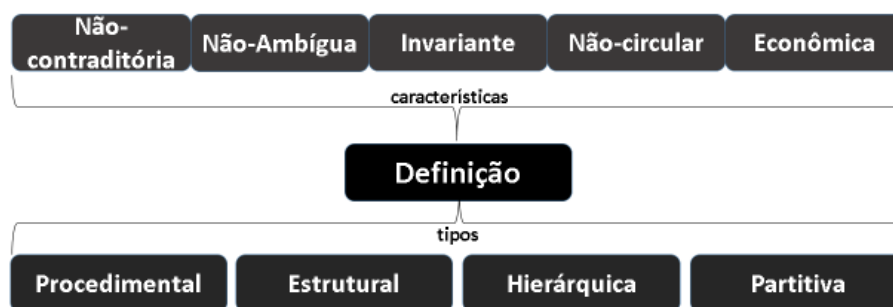 Não-
contraditória
Não-Ambígua
Invariante
Não-circular
Econômica
características
Definição
tipos
Procedimental
Estrutural
Hierárquica
Partitiva